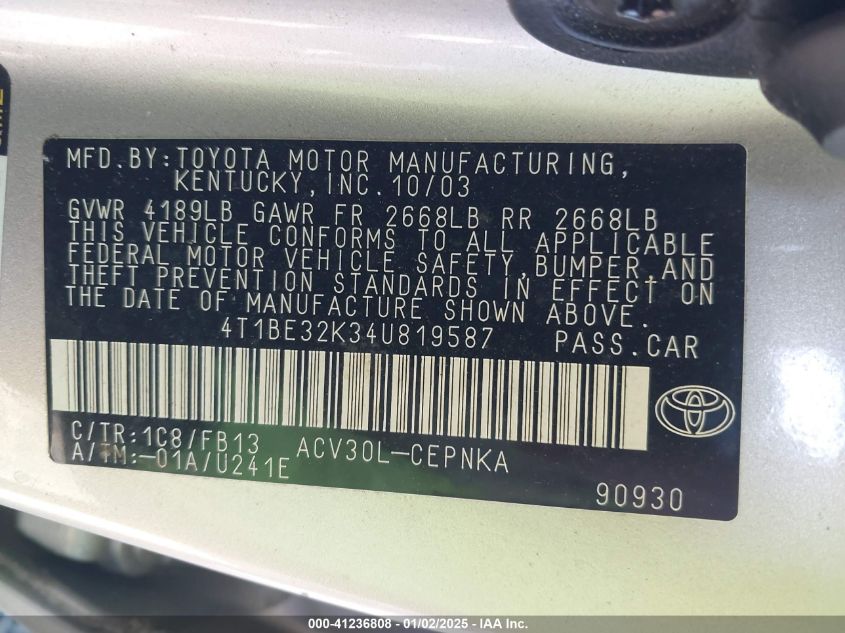 MFD. BY: TOYOTA MOTOR MANUFACTURING,
KENTUCKY, INC. 10/03
GVWR 4189LB GAWR FR 2668LB RR 2668LB
THIS VEHICLE CONFORMS TO ALL APPLICABLE
FEDERAL MOTOR VEHICLE SAFETY, BUMPER, AND
THEFT PREVENTION STANDARDS IN EFFECT ON
THE DATE OF MANUFACTURE SHOWN ABOVE.
4T1BE32K34U819587 PASS. CAR
C/TR: 1C8/FB13 ACV30L-CEPNKA
A/TM: -01A/U241E
90930
000-41236808 - 01/02/2025 - IAA Inc.